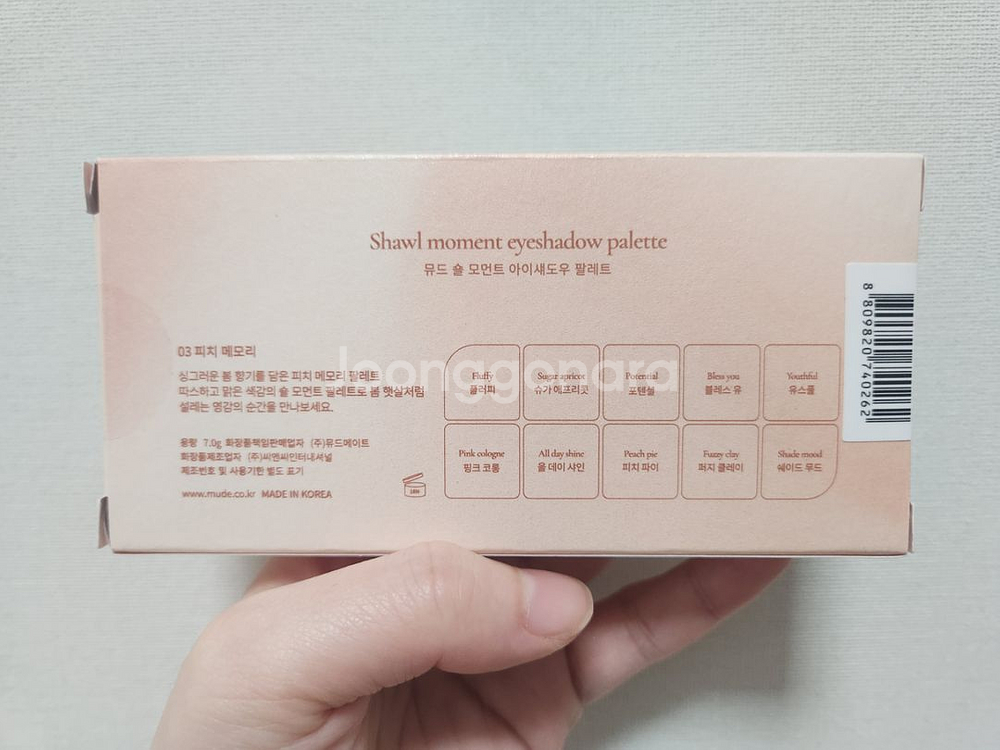 Shawl moment eyeshadow palette
뮤드 숄 모먼트 아이섀도우 팔레트
03 피치 메모리
싱그러운 봄 향기를 담은 피치 메모리 팔레트
따스하고 맑은 색감의 숄 모먼트 팔레트로 봄 햇살처럼
설레는 영감의 순간을 만나보세요.
용량 7.0g 화장품책임판매업자 (주)뮤드메이트
화장품제조업자 (주)씨엔씨인터내셔널
제조번호 및 사용기한 별도 표기
www.mude.co.kr MADE IN KOREA
18M
Fluffy
플러피
Sugar apricot
슈가 애프리콧
Potential
포텐셜
Bless you
블레스 유
Youthful
유스풀
Pink cologne
핑크 코롱
All day shine
올 데이 샤인
Peach pie
피치 파이
Fuzzy clay
퍼지 클레이
Shade mood
쉐이드 무드
8 809820 740262
joonggonara